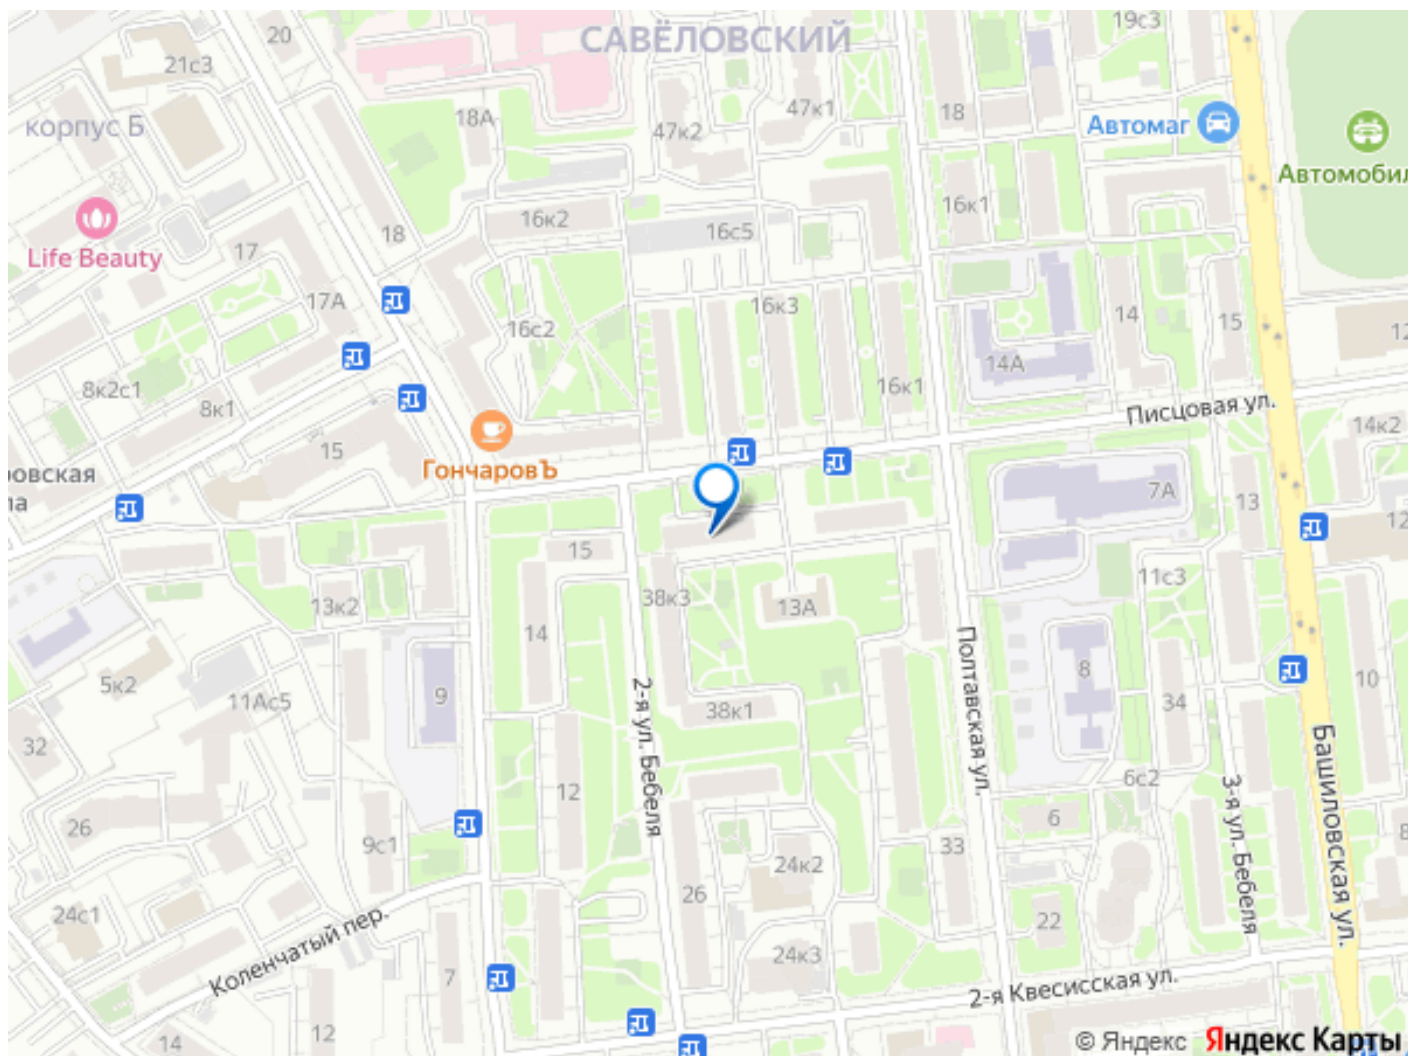 20
19с3
САВЁЛОВСКИЙ
21с3
18А
47к1
18
47к2
корпус Б
Автомаг
Автомобил
16к2
16к1
18
16с5
Life Beauty
17
17А
16с2
16к3
14
15
12
14А
8к2с1
8к1
16к1
Писцовая ул.
14к2
15
ГончаровЪ
ровская
ла
7А
13
12
15
11с3
13к2
38к3
13А
14
Полтавская ул.
8
5к2
9
11Ас5
2-я ул. Бебеля
38к1
34
10
32
Башиловская ул.
12
6с2
3-я ул. Бебеля
26
6
8
9с1
33
24к2
26
24с1
22
Коленчатый пер.
24к3
7
2-я Квесисская ул.
12
14
© Яндекс Яндекс Карты